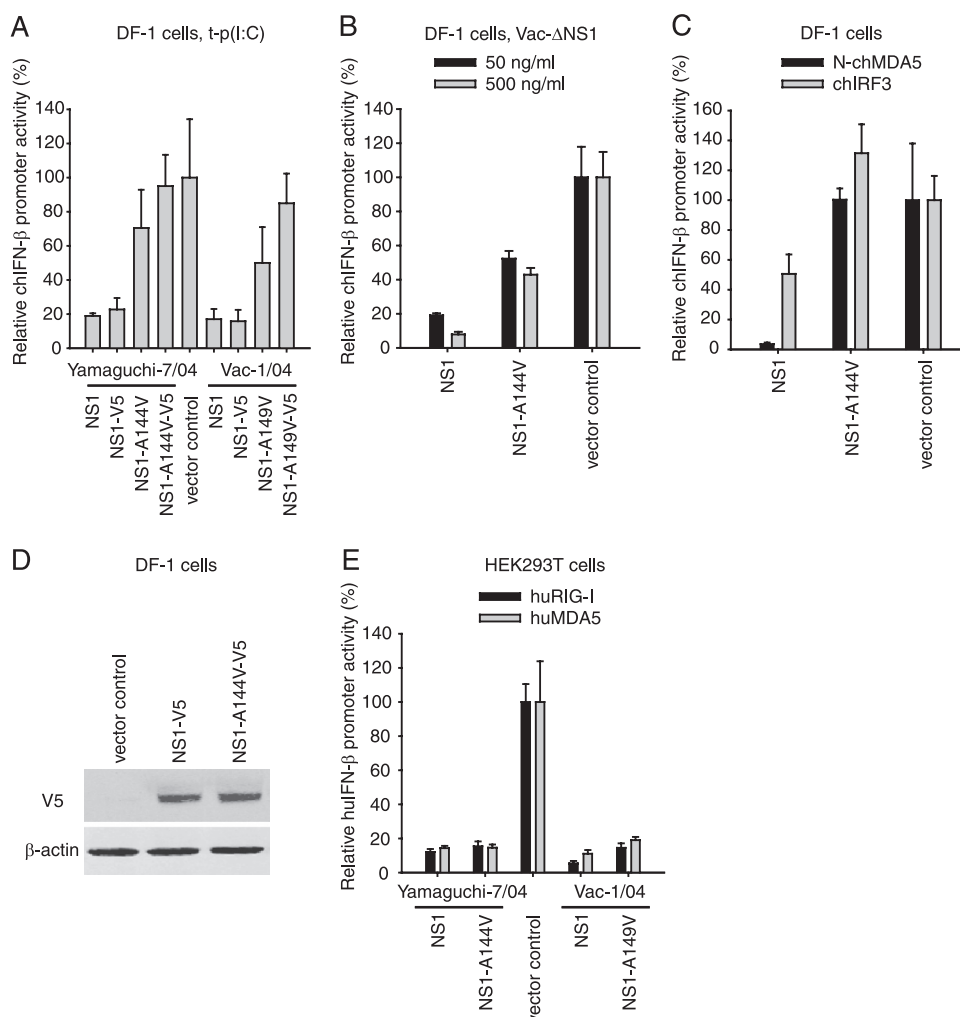 A
DF-1 cells, t-p(I:C)
Relative chIFN-β promoter activity (%)
140
120
100
80
60
40
20
0
Yamaguchi-7/04
Vac-1/04
NS1
NS1-V5
NS1-A144V
NS1-A144V-V5
vector control
NS1
NS1-V5
NS1-A149V
NS1-A149V-V5
B
DF-1 cells, Vac-ΔNS1
50 ng/ml
500 ng/ml
Relative chIFN-β promoter activity (%)
140
120
100
80
60
40
20
0
NS1
NS1-A144V
vector control
C
DF-1 cells
N-chMDA5
chIRF3
Relative chIFN-β promoter activity (%)
160
140
120
100
80
60
40
20
0
NS1
NS1-A144V
vector control
D
DF-1 cells
vector control
NS1-V5
NS1-A144V-V5
V5
β-actin
E
HEK293T cells
huRIG-I
huMDA5
Relative huIFN-β promoter activity (%)
140
120
100
80
60
40
20
0
Yamaguchi-7/04
Vac-1/04
NS1
NS1-A144V
vector control
NS1
NS1-A149V